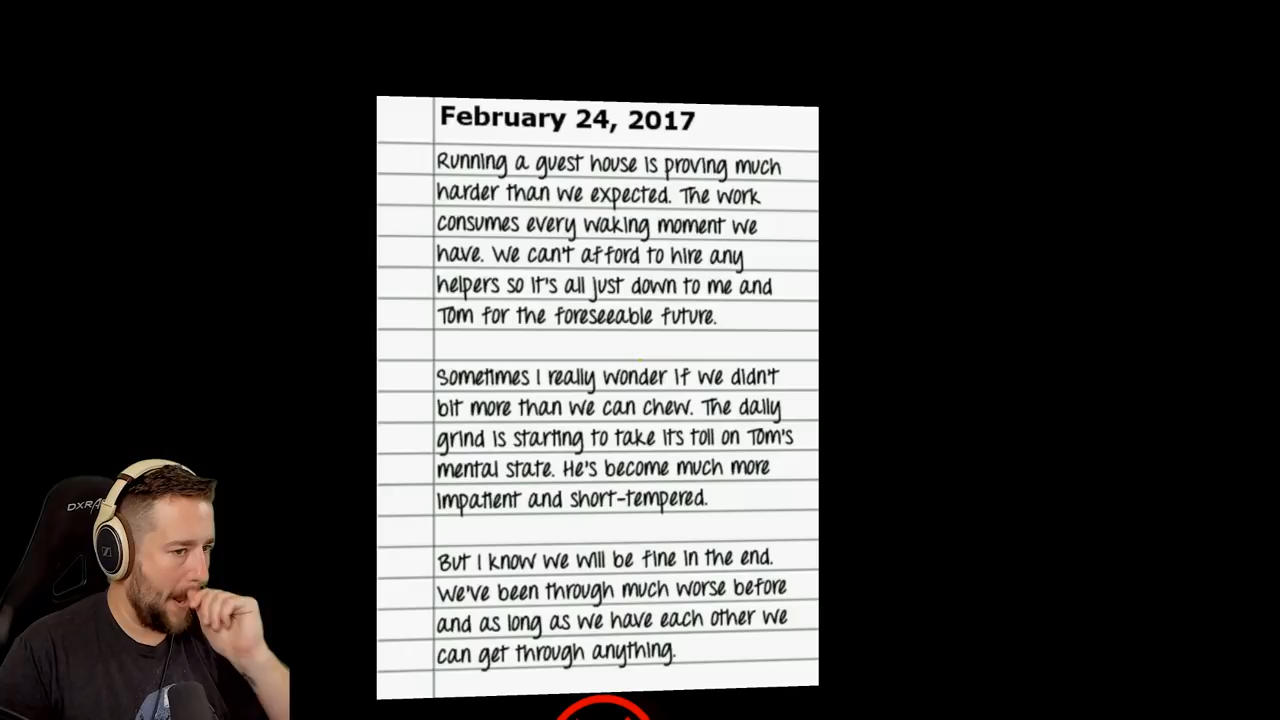 February 24, 2017
Running a guest house is proving much
harder than we expected. The work
consumes every waking moment we
have. We can't afford to hire any
helpers so it's all just down to me and
Tom for the foreseeable future.
Sometimes I really wonder if we didn't
bit more than we can chew. The daily
grind is starting to take its toll on Tom's
mental state. He's become much more
impatient and short-tempered.
But I know we will be fine in the end.
We've been through much worse before
and as long as we have each other we
can get through anything.